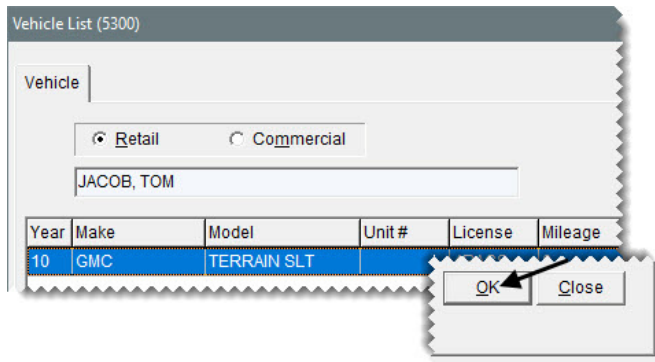 Vehicle List (5300)
Vehicle
Retail Commercial
JACOB, TOM
Year Make Model Unit # License Mileage
10 GMC TERRAIN SLT
OK Close